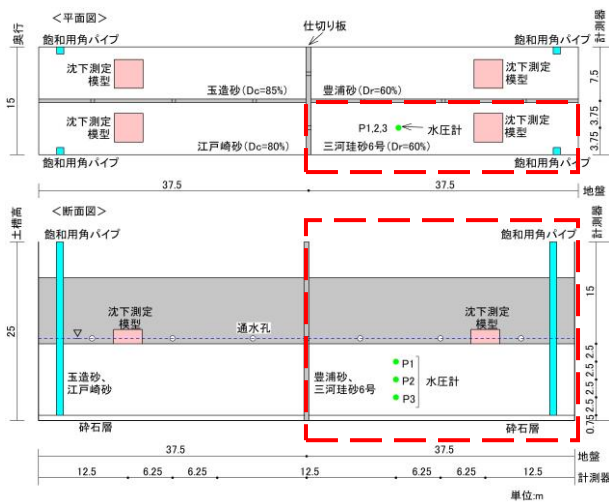 <平面図>
仕切り板
飽和用角パイプ
飽和用角パイプ
計測器
奥行
15
沈下測定
模型
沈下測定
模型
7.5
玉造砂(Dc=85%)
豊浦砂(Dr=60%)
沈下測定
模型
P1,2,3
水圧計
沈下測定
模型
3.75
3.75
江戸崎砂(Dc=80%)
三河珪砂6号(Dr=60%)
飽和用角パイプ
飽和用角パイプ
37.5
37.5
地盤
<断面図>
土槽高
計測器
飽和用角パイプ
飽和用角パイプ
沈下測定
模型
沈下測定
模型
通水孔
15
25
玉造砂、
江戸崎砂
豊浦砂、
三河珪砂6号
P1
P2
P3
水圧計
2.5
2.5
2.5
2.5
0.75
砕石層
砕石層
37.5
37.5
地盤
12.5
6.25
6.25
12.5
6.25
6.25
12.5
計測器
単位:m